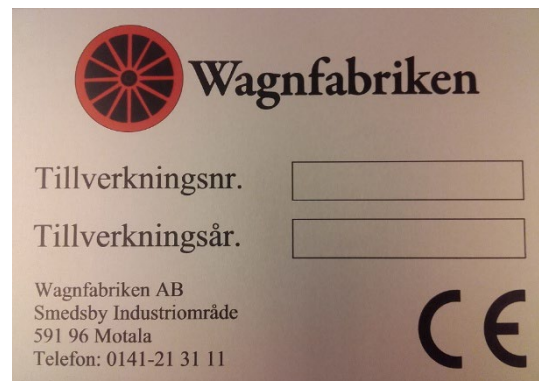 Wagnfabriken
Tillverkningsnr.
Tillverkningsår.
Wagnfabriken AB
Smedsby Industriområde
591 96 Motala
Telefon: 0141-21 31 11
CE